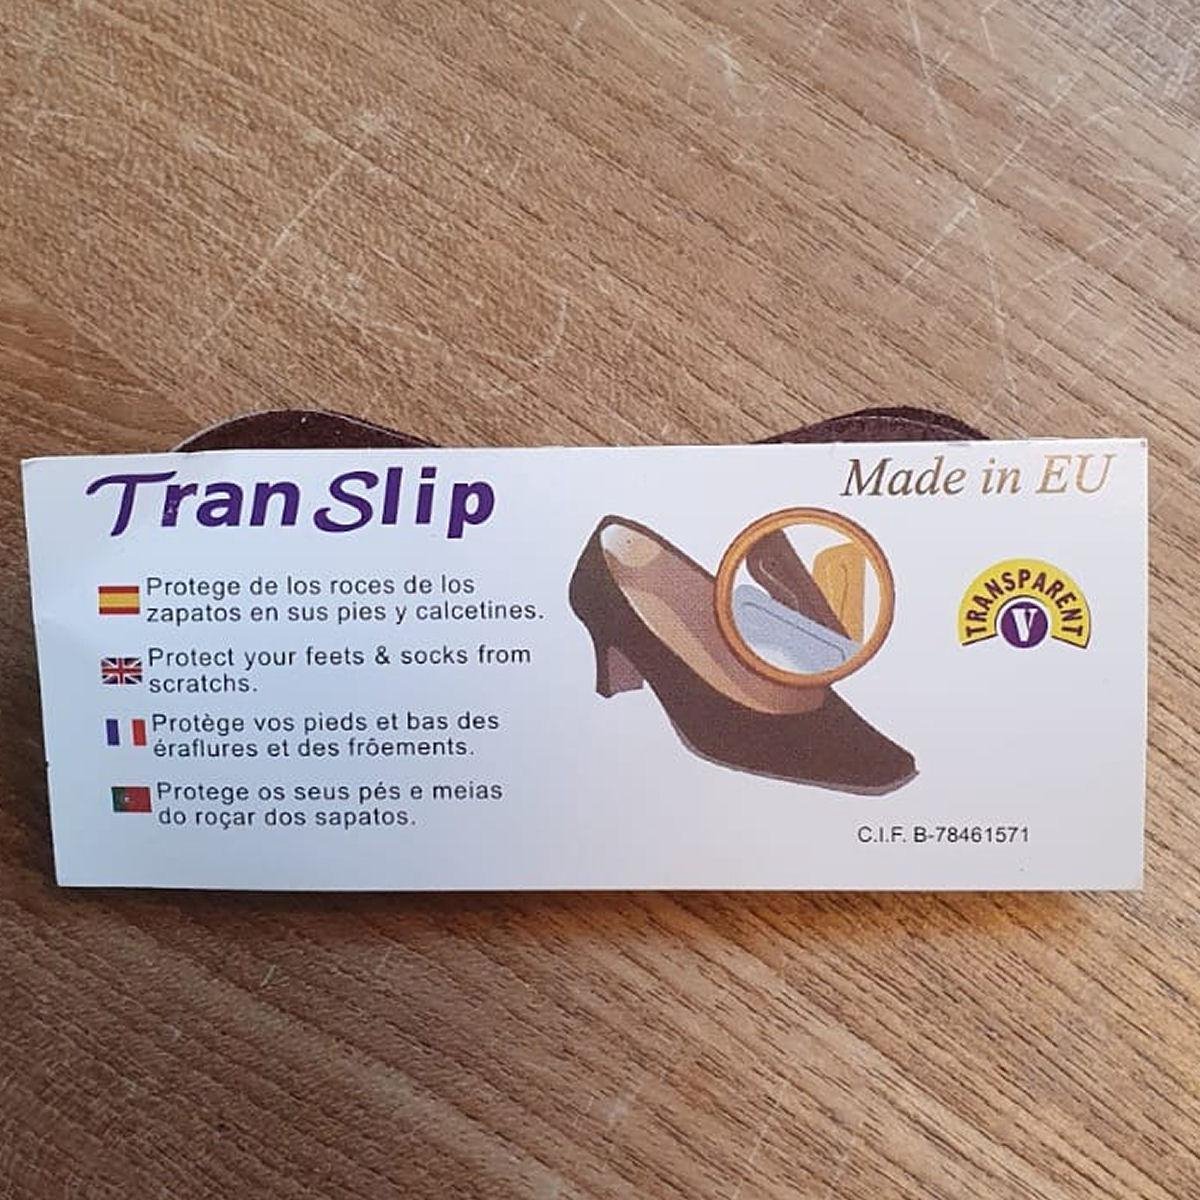 Tran Slip
Made in EU
TRANSPARENT
V
Protege de los roces de los
zapatos en sus pies y calcetines.
Protect your feets & socks from
scratchs.
Protège vos pieds et bas des
éraflures et des frôements.
Protege os seus pés e meias
do roçar dos sapatos.
C.I.F. B-78461571